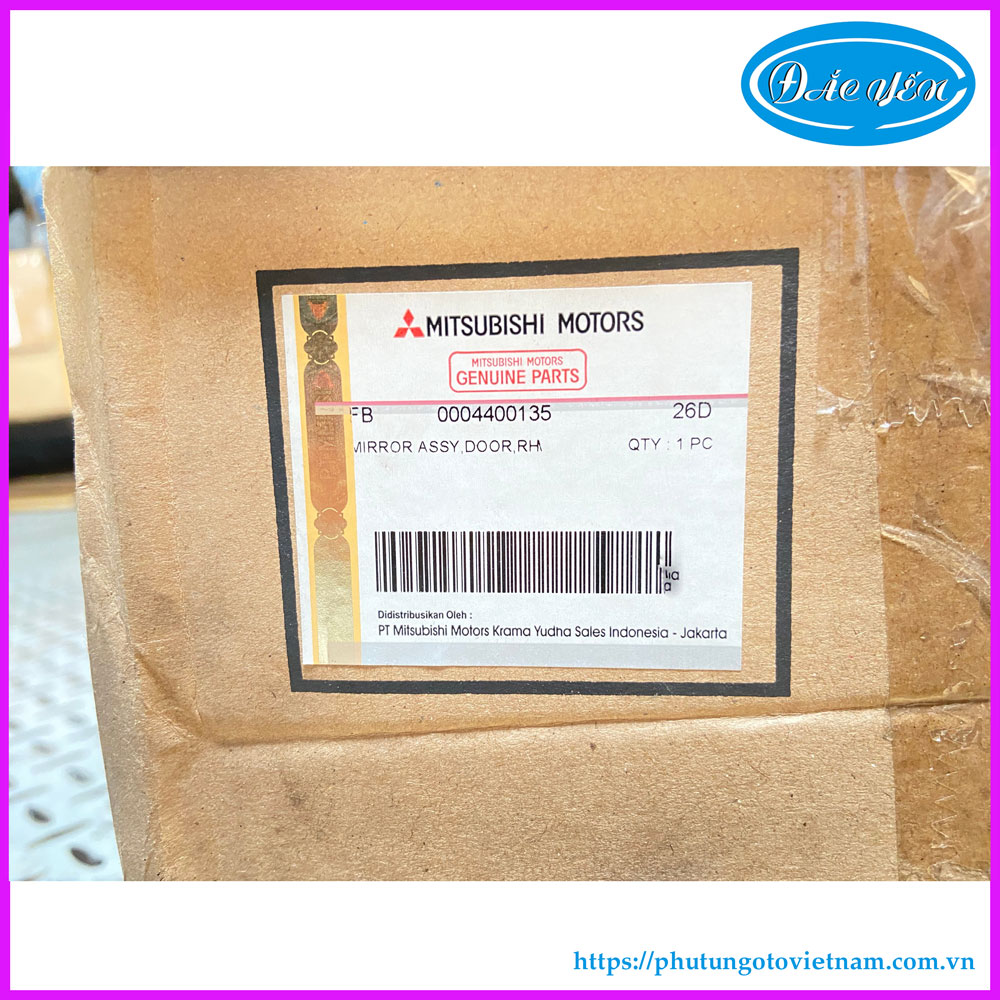 ĐẮC YẾN
MITSUBISHI MOTORS
MITSUBISHI MOTORS
GENUINE PARTS
FB 0004400135 26D
MIRROR ASSY,DOOR,RH QTY : 1 PC
Didistribusikan Oleh :
PT Mitsubishi Motors Krama Yudha Sales Indonesia - Jakarta
https://phutungotovietnam.com.vn